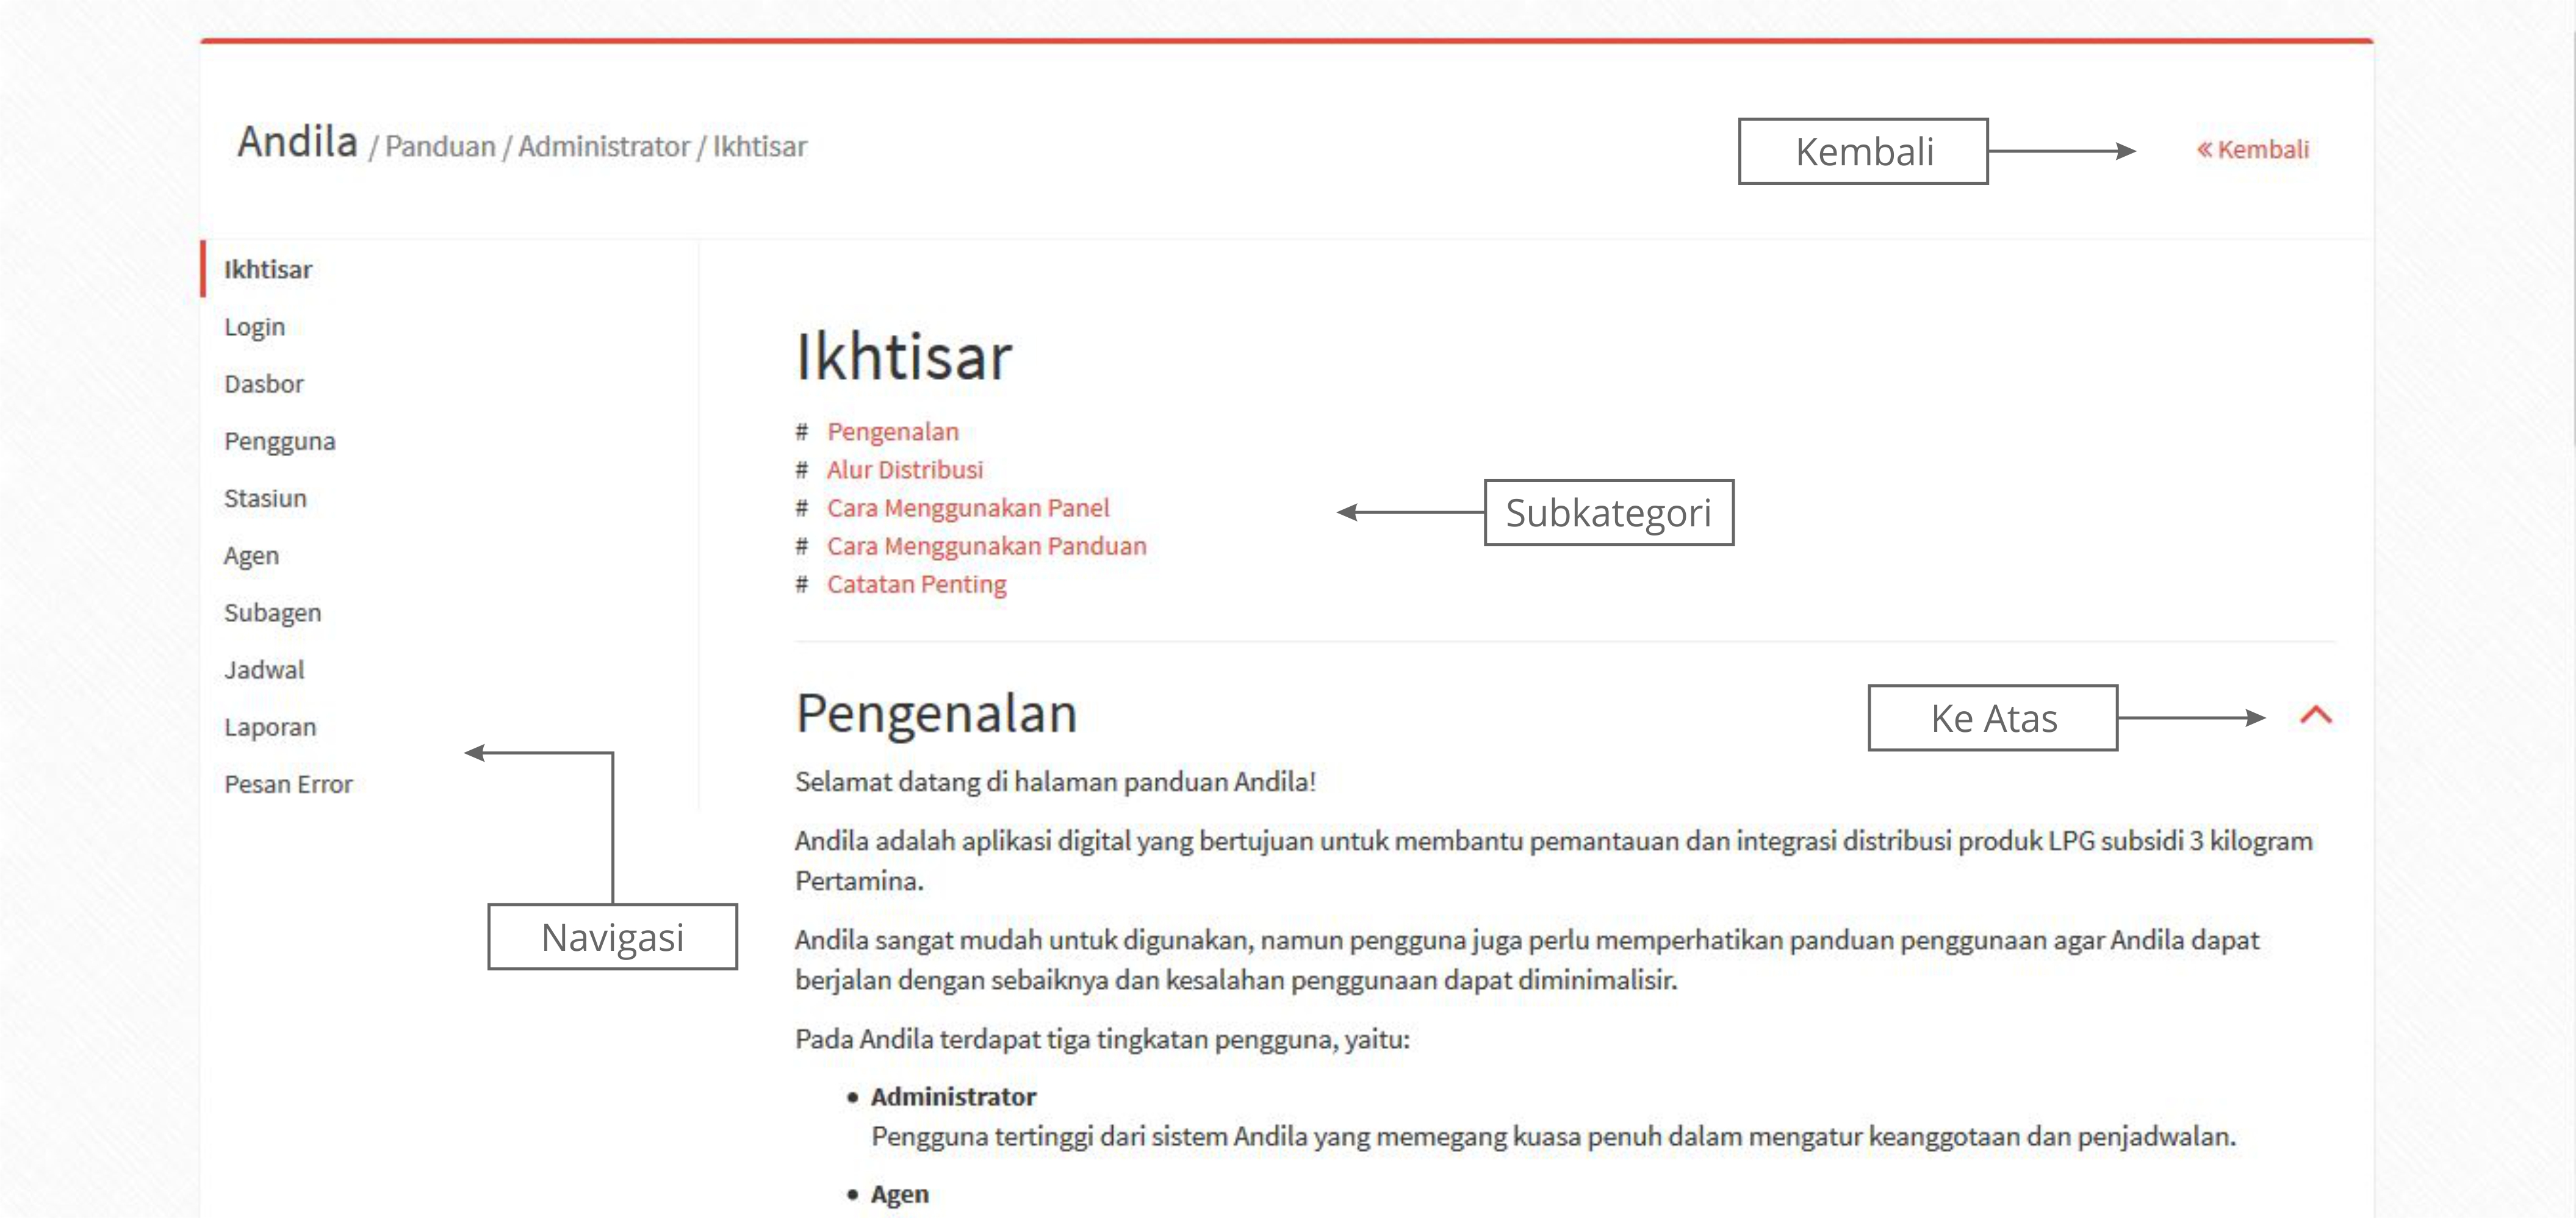 Andila / Panduan / Administrator / Ikhtisar
Kembali
« Kembali
Ikhtisar
Login
Dasbor
Pengguna
Stasiun
Agen
Subagen
Jadwal
Laporan
Pesan Error
Navigasi
Ikhtisar
# Pengenalan
# Alur Distribusi
# Cara Menggunakan Panel
# Cara Menggunakan Panduan
# Catatan Penting
Subkategori
Pengenalan
Ke Atas
Selamat datang di halaman panduan Andila!
Andila adalah aplikasi digital yang bertujuan untuk membantu pemantauan dan integrasi distribusi produk LPG subsidi 3 kilogram
Pertamina.
Andila sangat mudah untuk digunakan, namun pengguna juga perlu memperhatikan panduan penggunaan agar Andila dapat
berjalan dengan sebaiknya dan kesalahan penggunaan dapat diminimalisir.
Pada Andila terdapat tiga tingkatan pengguna, yaitu:
• Administrator
Pengguna tertinggi dari sistem Andila yang memegang kuasa penuh dalam mengatur keanggotaan dan penjadwalan.
• Agen